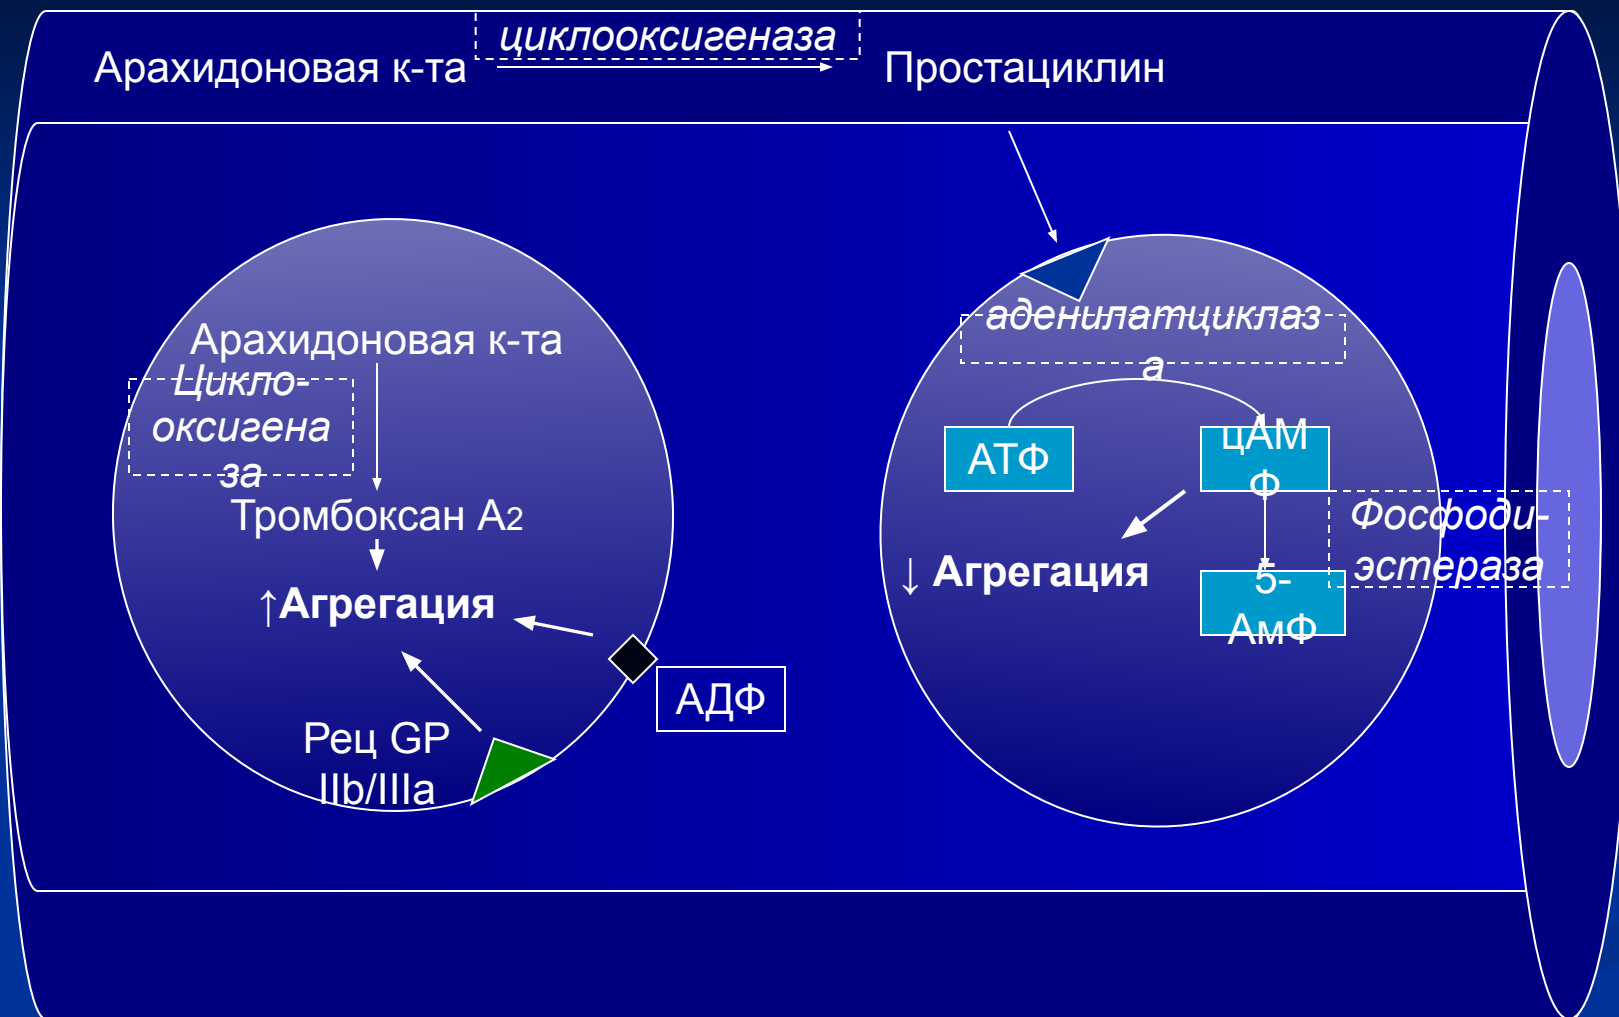 циклооксигеназа
Арахидоновая к-та
Простациклин
Арахидоновая к-та
Цикло-
оксигена
за
Тромбоксан А2
↑Агрегация
АДФ
Рец GP
IIb/IIIa
аденилатциклаз
а
АТФ
цАМ
Ф
Фосфоди-
эстераза
↓ Агрегация
5-
АмФ